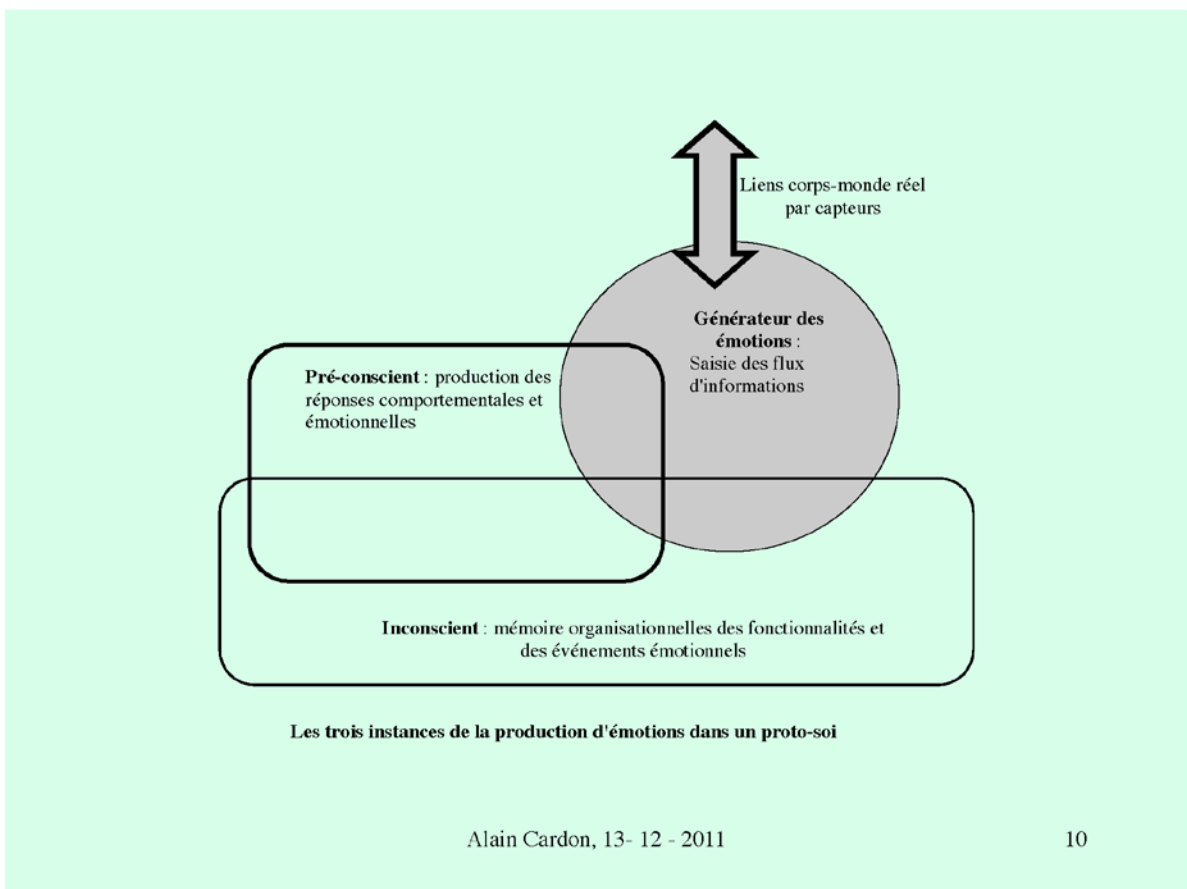 Liens corps-monde réel
par capteurs
Générateur des
émotions :
Saisie des flux
d'informations
Pré-conscient : production des
réponses comportementales et
émotionnelles
Inconscient : mémoire organisationnelles des fonctionnalités et
des événements émotionnels
Les trois instances de la production d'émotions dans un proto-soi
Alain Cardon, 13- 12 - 2011
10